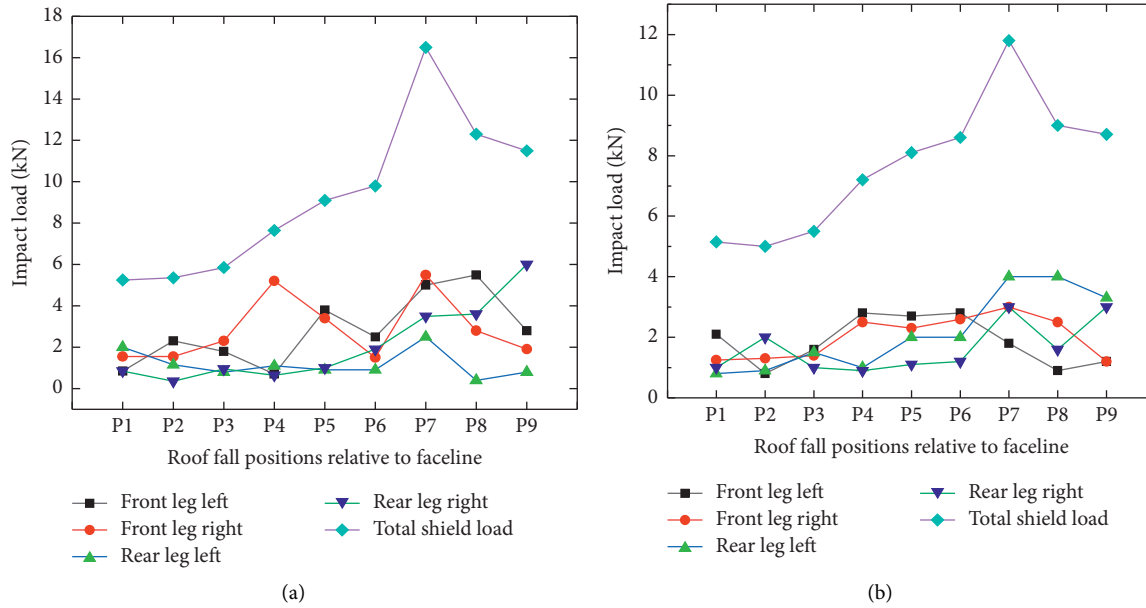 18
16
14
12
10
8
6
4
2
0
Impact load (kN)
P1 P2 P3 P4 P5 P6 P7 P8 P9
Roof fall positions relative to faceline
Front leg left
Front leg right
Rear leg left
Rear leg right
Total shield load
(a)
12
10
8
6
4
2
0
Impact load (kN)
P1 P2 P3 P4 P5 P6 P7 P8 P9
Roof fall positions relative to faceline
Front leg left
Front leg right
Rear leg left
Rear leg right
Total shield load
(b)